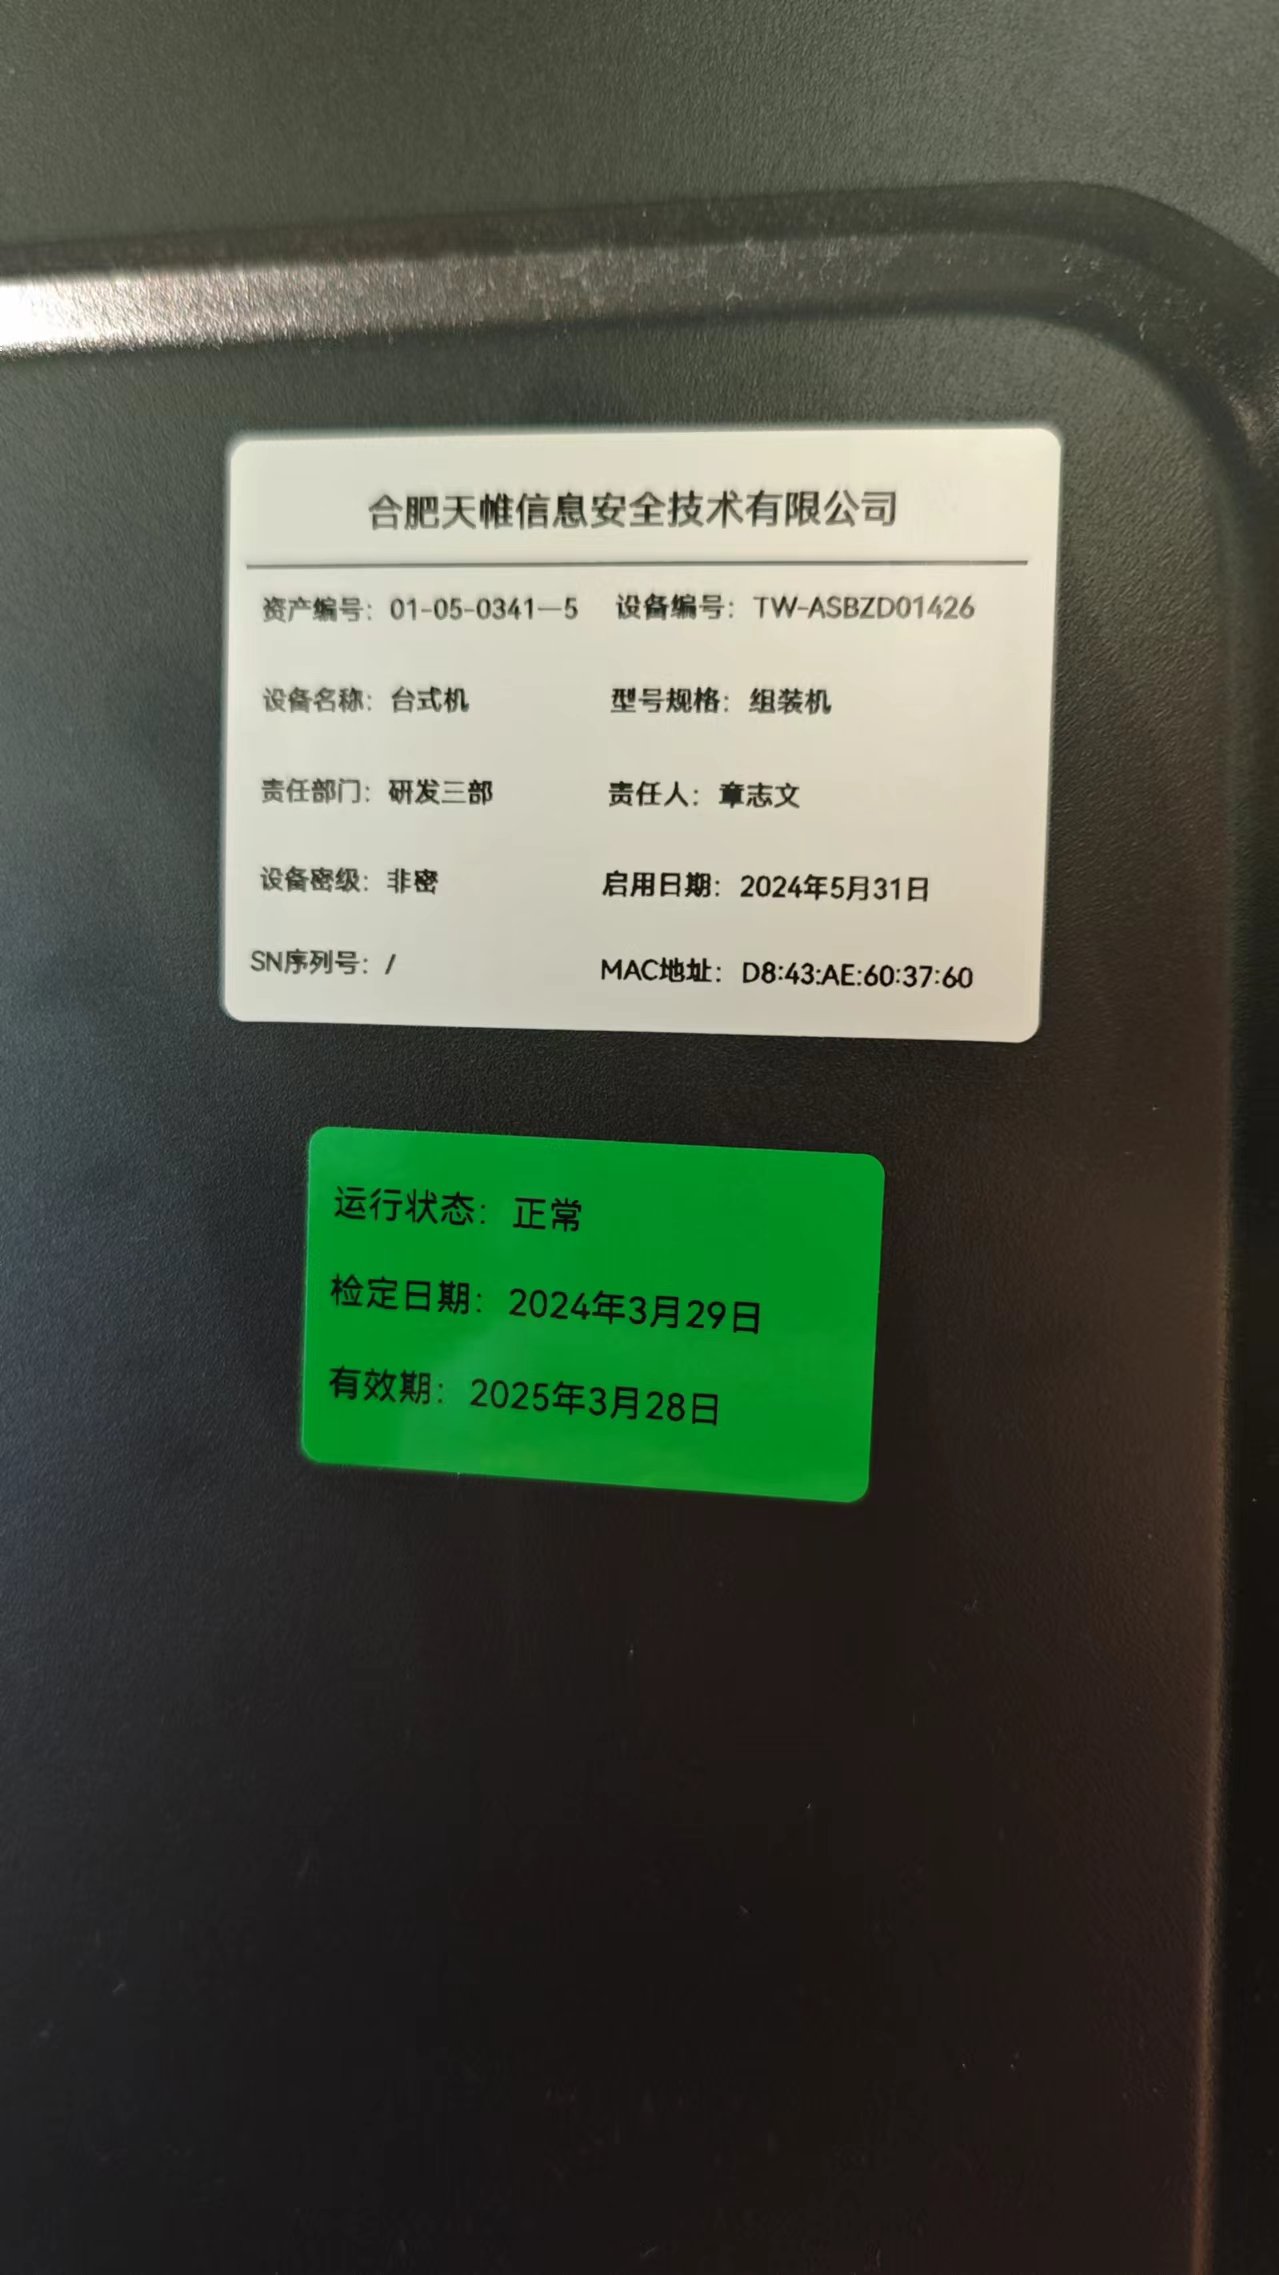 合肥天帷信息安全技术有限公司
资产编号：01-05-0341—5 设备编号：TW-ASBZD01426
设备名称：台式机 型号规格：组装机
责任部门：研发三部 责任人：章志文
设备密级：非密 启用日期：2024年5月31日
SN序列号：/ MAC地址：D8:43:AE:60:37:60
运行状态：正常
检定日期：2024年3月29日
有效期：2025年3月28日